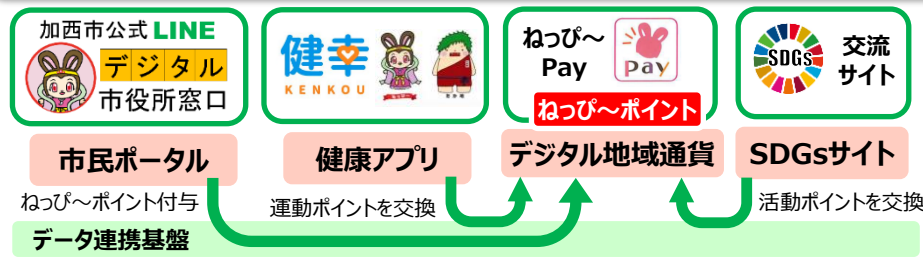 加西市公式 LINE
デジタル
市役所窓口
健幸
KENKOU
ねっぴ～
Pay
Pay
ねっぴ～ポイント
SDGs
交流
サイト
市民ポータル
健康アプリ
デジタル地域通貨
SDGsサイト
ねっぴ～ポイント付与
運動ポイントを交換
活動ポイントを交換
データ連携基盤